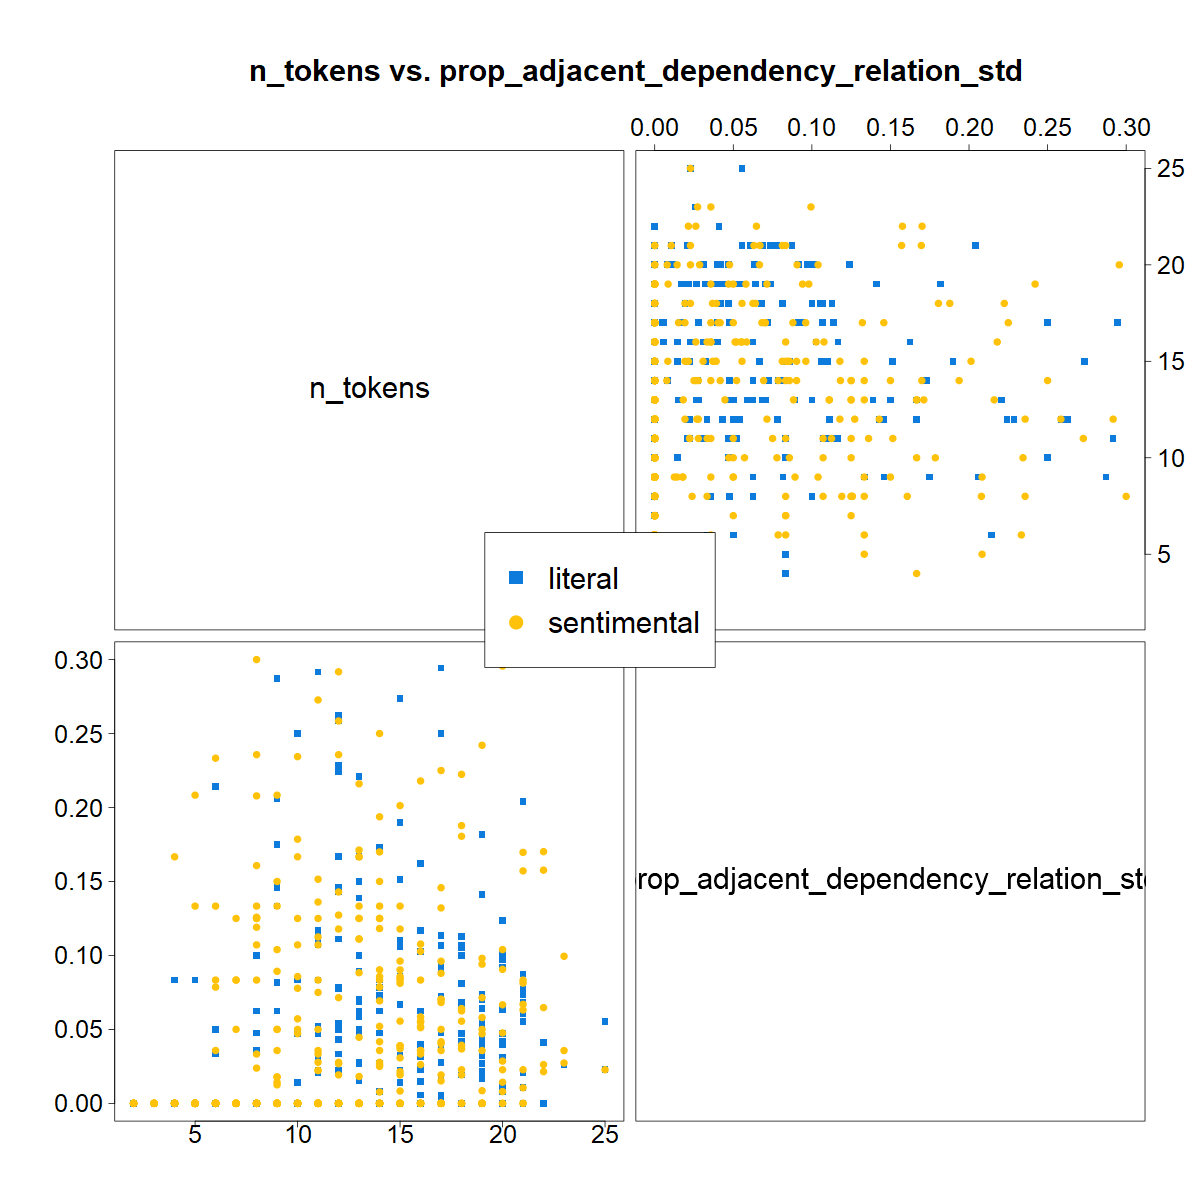 n_tokens vs. prop_adjacent_dependency_relation_std
0.00 0.05 0.10 0.15 0.20 0.25 0.30
n_tokens
25
20
15
10
5
literal
sentimental
0.30
0.25
0.20
0.15
0.10
0.05
0.00
rop_adjacent_dependency_relation_st
5 10 15 20 25